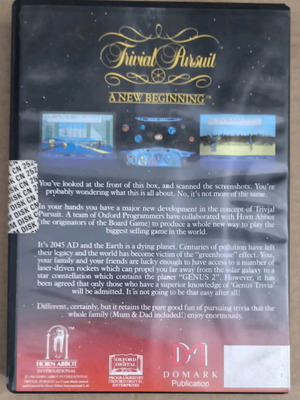 Trivial Pursuit
A NEW BEGINNING
You've looked at the front of this box, and scanned the screenshots. You're
probably wondering what this is all about. No, it's not more of the same.
In your hands you have a major new development in the concept of Trivial
Pursuit. A team of Oxford Programmers have collaborated with Horn Abbot
(the originators of the Board Game) to produce a whole new way to play the
biggest selling game in the world.
It's 2045 AD and the Earth is a dying planet. Centuries of pollution have left
their legacy and the world has become victim of the "greenhouse" effect. You,
your family and your friends are lucky enough to have access to a number of
laser-driven rockets which can propel you far away from the solar galaxy to a
star constellation which contains the planet "GENUS 2". However, it has
been agreed that only those who have a superior knowledge of 'Genus Trivia'
will be admitted. It is not going to be that easy after all!
Different, certainly, but it retains the pure good fun of pursuing trivia that the
whole family (Mum & Dad included!) enjoy enormously.
HORN ABBOT
INTERNATIONAL
OXFORD
DIGITAL
PROGRAMMED BY
OXFORD DIGITAL
ENTERPRISES
DOMARK
Publication
DISK
CN